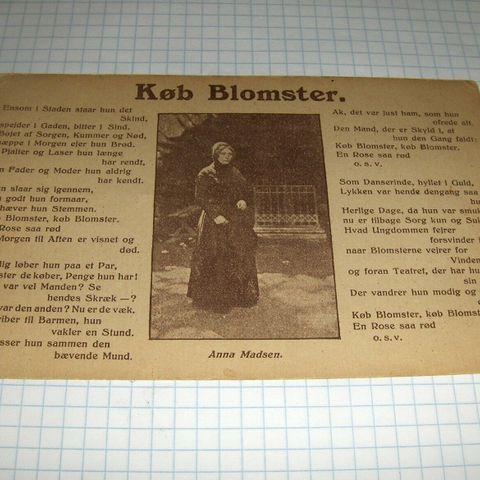 Køb Blomster.
Ensom i Staden staar hun det
Skind,
spejder i Gaden, bitter i Sind.
Bøjet af Sorgen, Kummer og Nød,
i Morgen ejer hun Brød.
Pjalter og Laser hun længe
har rendt,
Fader og Moder hun aldrig
har kendt.
slaar sig igennem,
godt hun formaar,
hæver hun Stemmen.
Blomster, køb Blomster.
Rose saa rød
Morgen til Aften er visnet og
død.
løber hun paa et Par,
de køber, Penge hun har!
var vel Manden? Se
hendes Skræk —?
var den anden? Nu er de væk.
til Barmen, hun
vakler en Stund.
hun sammen den
bævende Mund.
Anna Madsen.
Ak, det var just ham, som hun
ofrede alt.
Den Mand, der er Skyld i, at
hun den Gang faldt:
Køb Blomster, køb Blomster.
En Rose saa rød
o. s. v.
Som Danserinde, hyllet i Guld,
Lykken var hende dengang saa
Herlige Dage, da hun var
nu er tilbage Sorg kun og
Hvad Ungdommen fejrer
forsvinder
naar Blomsterne vejrer for
og foran Teatret, der har hun
sin
Der vandrer hun modig og
Køb Blomster, køb
En Rose saa rød
o. s. v.